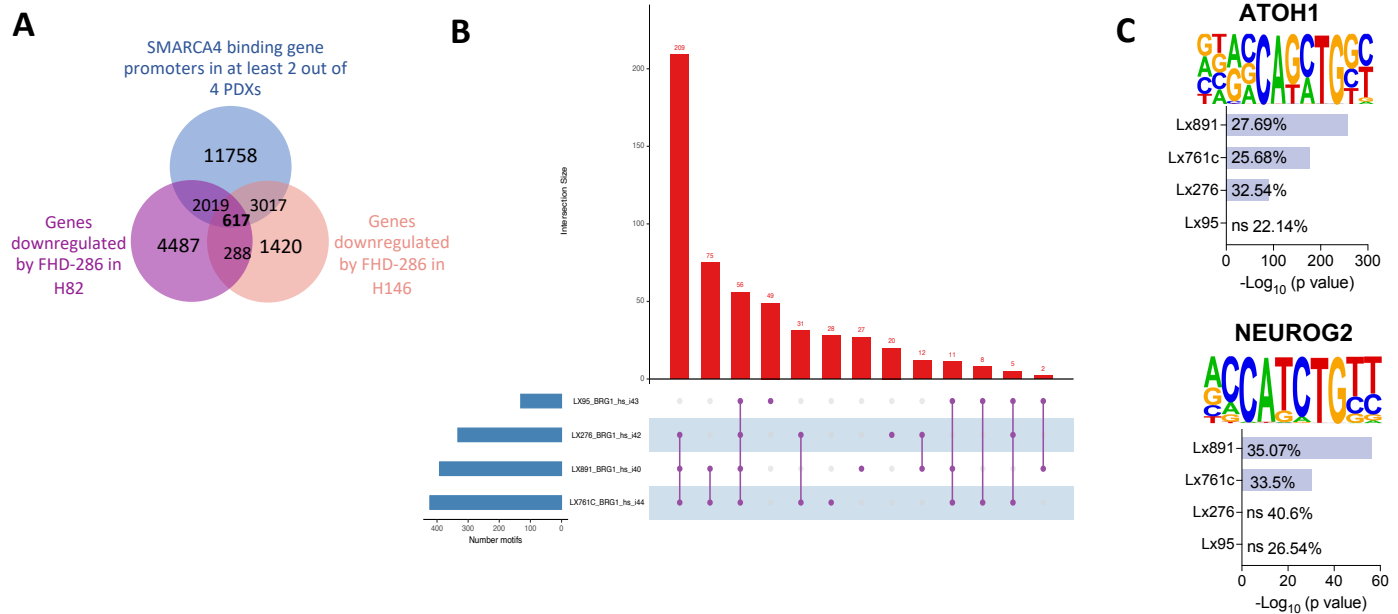 A
SMARCA4 binding gene
promoters in at least 2 out of
4 PDXs
11758
2019
3017
617
4487
288
1420
Genes
downregulated
by FHD-286 in
H82
Genes
downregulated
by FHD-286 in
H146
B
Intersection Size
200
150
100
50
0
209
75
56
49
31
28
27
20
12
11
8
5
2
LX95_BRG1_hs_i43
LX276_BRG1_hs_i42
LX891_BRG1_hs_i40
LX761C_BRG1_hs_i44
400 300 200 100 0
Number motifs
C
ATOH1
Lx891 27.69%
Lx761c 25.68%
Lx276 32.54%
Lx95 ns 22.14%
0 100 200 300
-Log10 (p value)
NEUROG2
Lx891 35.07%
Lx761c 33.5%
Lx276 ns 40.6%
Lx95 ns 26.54%
0 20 40 60
-Log10 (p value)